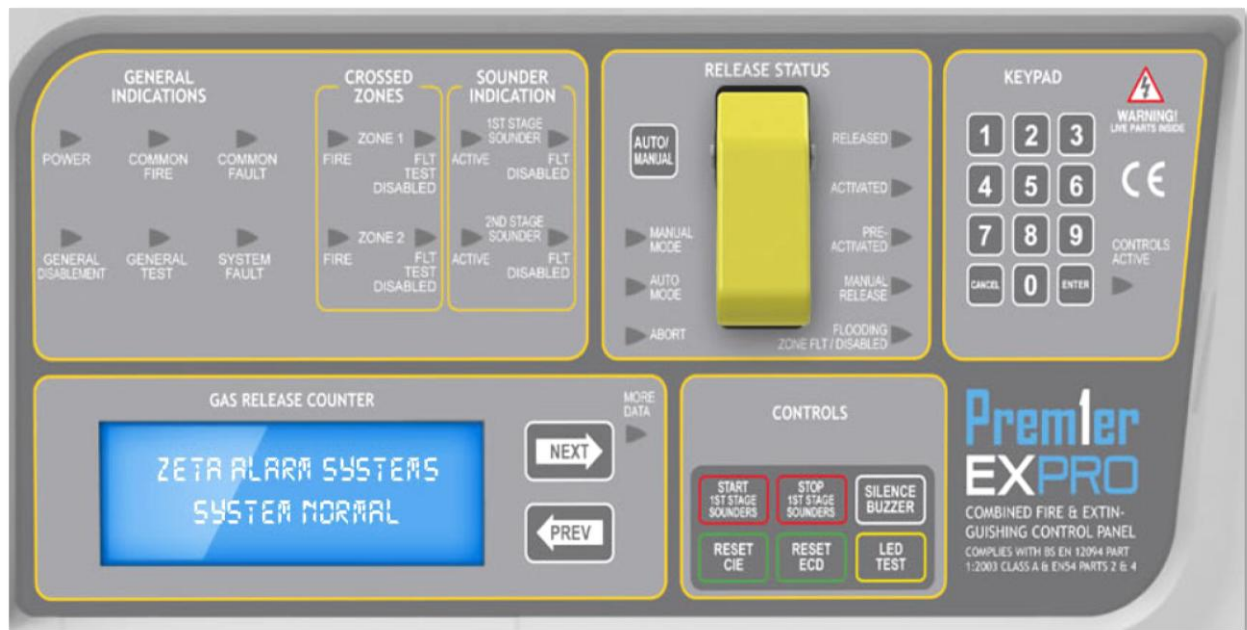 GENERAL
INDICATIONS
POWER
COMMON
FIRE
COMMON
FAULT
GENERAL
DISABLEMENT
GENERAL
TEST
SYSTEM
FAULT
CROSSED
ZONES
ZONE 1
FIRE
FLT
TEST
DISABLED
ZONE 2
FIRE
FLT
TEST
DISABLED
SOUNDER
INDICATION
1ST STAGE
SOUNDER
ACTIVE
FLT
DISABLED
2ND STAGE
SOUNDER
ACTIVE
FLT
DISABLED
RELEASE STATUS
AUTO/
MANUAL
MANUAL
MODE
AUTO
MODE
ABORT
RELEASED
ACTIVATED
PRE-
ACTIVATED
MANUAL
RELEASE
FLOODING
ZONE FLT / DISABLED
KEYPAD
1 2 3
4 5 6
7 8 9
CANCEL 0 ENTER
WARNING!
LIVE PARTS INSIDE
CE
CONTROLS
ACTIVE
GAS RELEASE COUNTER
ZETA ALARM SYSTEMS
SYSTEM NORMAL
NEXT
PREV
MORE
DATA
CONTROLS
START
1ST STAGE
SOUNDERS
STOP
1ST STAGE
SOUNDERS
SILENCE
BUZZER
RESET
CIE
RESET
ECD
LED
TEST
Prem1er
EXPRO
COMBINED FIRE & EXTIN-
GUISHING CONTROL PANEL
COMPLIES WITH BS EN 12094 PART
1:2003 CLASS A & EN54 PARTS 2 & 4